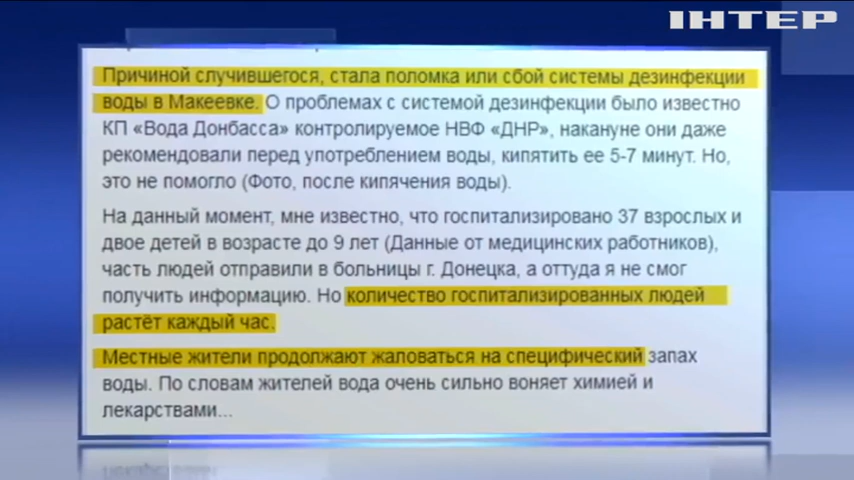 ІНТЕР
Причиной случившегося, стала поломка или сбой системы дезинфекции
воды в Макеевке. О проблемах с системой дезинфекции было известно
КП «Вода Донбасса» контролируемое НВФ «ДНР», накануне они даже
рекомендовали перед употреблением воды, кипятить ее 5-7 минут. Но,
это не помогло (Фото, после кипячения воды).
На данный момент, мне известно, что госпитализировано 37 взрослых и
двое детей в возрасте до 9 лет (Данные от медицинских работников),
часть людей отправили в больницы г. Донецка, а оттуда я не смог
получить информацию. Но количество госпитализированных людей
растёт каждый час.
Местные жители продолжают жаловаться на специфический запах
воды. По словам жителей вода очень сильно воняет химией и
лекарствами...